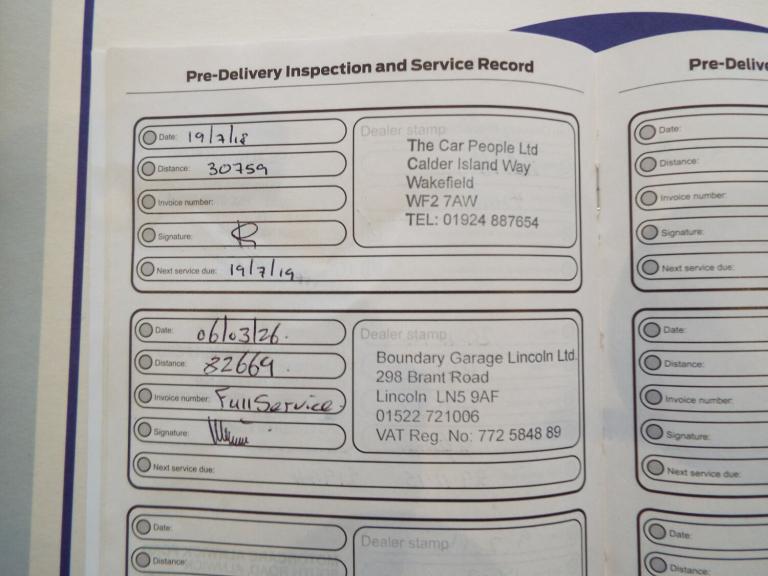 Pre-Delivery Inspection and Service Record
Date: 19/7/18
Distance: 30759
Invoice number:
Signature:
Next service due: 19/7/19
Dealer stamp
The Car People Ltd
Calder Island Way
Wakefield
WF2 7AW
TEL: 01924 887654
Date: 06/03/26.
Distance: 32669.
Invoice number: Full Service.
Signature:
Next service due:
Dealer stamp
Boundary Garage Lincoln Ltd.
298 Brant Road
Lincoln LN5 9AF
01522 721006
VAT Reg. No: 772 5848 89
Date:
Distance:
Dealer stamp
Pre-Delive
Date:
Distance:
Invoice number:
Signature:
Next service due:
Date:
Distance:
Invoice number:
Signature:
Next service due:
Date:
Distance: